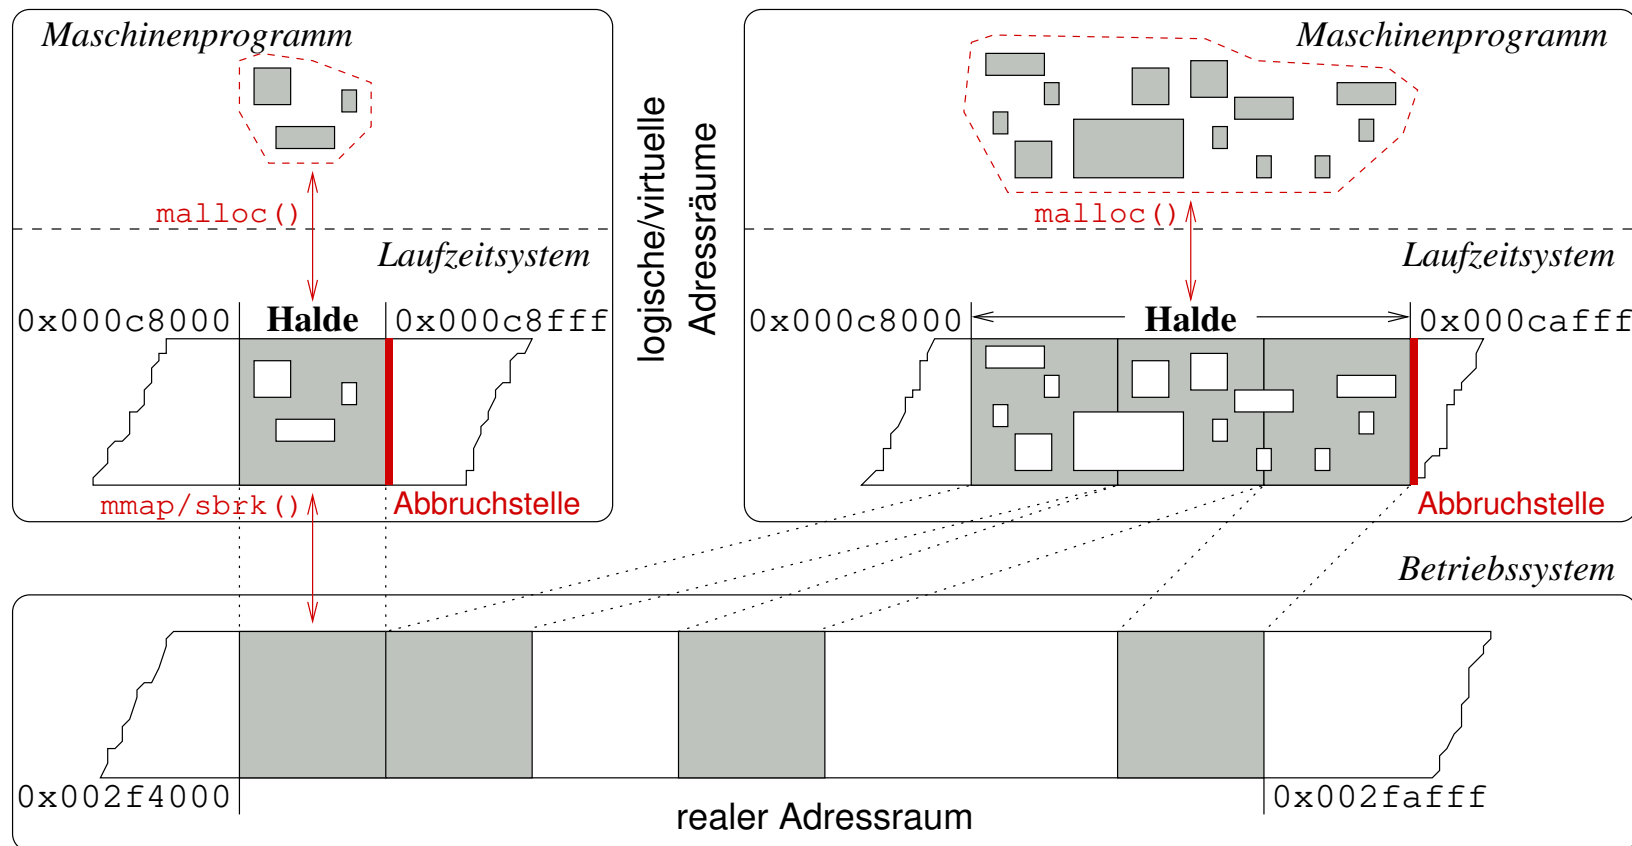 Maschinenprogramm
malloc()
Laufzeitsystem
0x000c8000
Halde
0x000c8fff
mmap/sbrk()
Abbruchstelle
logische/virtuelle
Adressräume
Maschinenprogramm
malloc()
Laufzeitsystem
0x000c8000
Halde
0x000cafff
Abbruchstelle
Betriebssystem
0x002f4000
realer Adressraum
0x002fafff